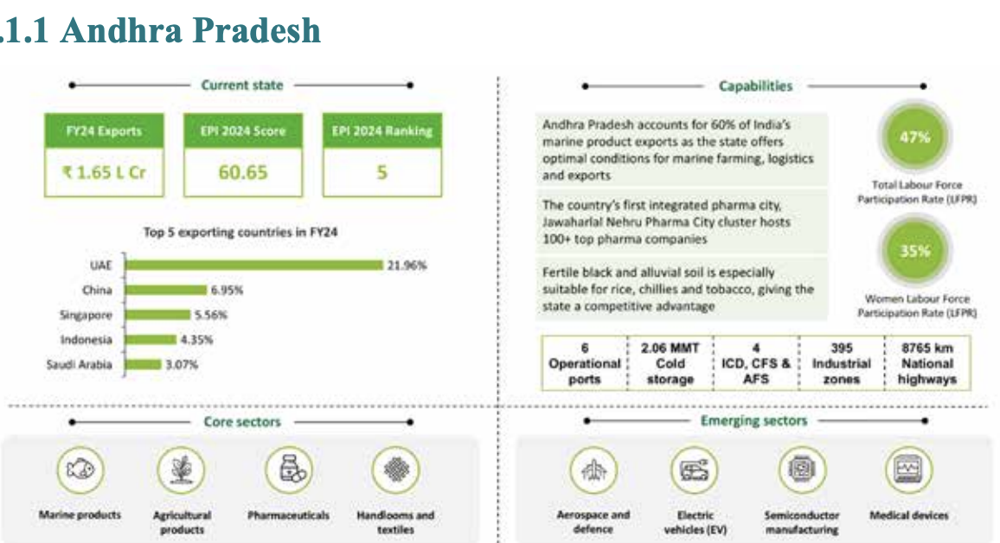 .1.1 Andhra Pradesh
Current state
FY24 Exports
₹ 1.65 L Cr
EPI 2024 Score
60.65
EPI 2024 Ranking
5
Top 5 exporting countries in FY24
UAE 21.96%
China 6.95%
Singapore 5.56%
Indonesia 4.35%
Saudi Arabia 3.07%
Capabilities
Andhra Pradesh accounts for 60% of India's
marine product exports as the state offers
optimal conditions for marine farming, logistics
and exports
The country's first integrated pharma city,
Jawaharlal Nehru Pharma City cluster hosts
100+ top pharma companies
Fertile black and alluvial soil is especially
suitable for rice, chillies and tobacco, giving the
state a competitive advantage
47%
Total Labour Force
Participation Rate (LFPR)
35%
Women Labour Force
Participation Rate (LFPR)
6
Operational
ports
2.06 MMT
Cold
storage
4
ICD, CFS &
AFS
395
Industrial
zones
8765 km
National
highways
Core sectors
Marine products
Agricultural
products
Pharmaceuticals
Handlooms and
textiles
Emerging sectors
Aerospace and
defence
Electric
vehicles (EV)
Semiconductor
manufacturing
Medical devices